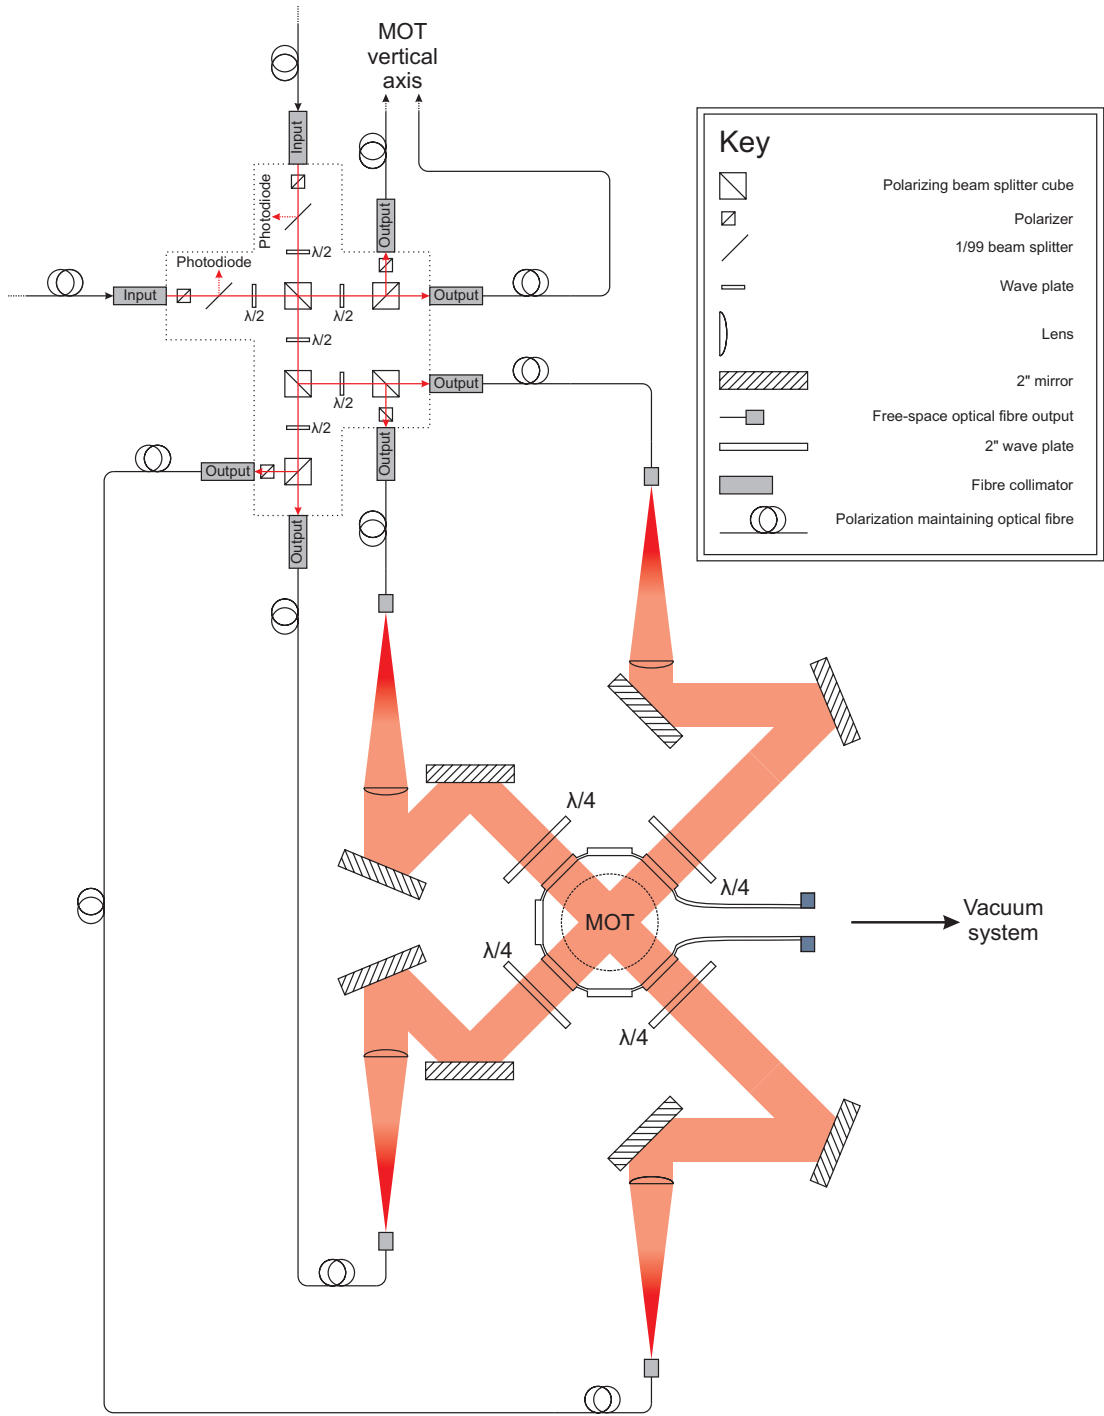 MOT
vertical
axis
Input
Photodiode
λ/2
Output
Photodiode
Input
λ/2
λ/2
Output
λ/2
Output
λ/2
λ/2
Output
Output
Output
Key
Polarizing beam splitter cube
Polarizer
1/99 beam splitter
Wave plate
Lens
2" mirror
Free-space optical fibre output
2" wave plate
Fibre collimator
Polarization maintaining optical fibre
λ/4
λ/4
MOT
Vacuum
system
λ/4
λ/4